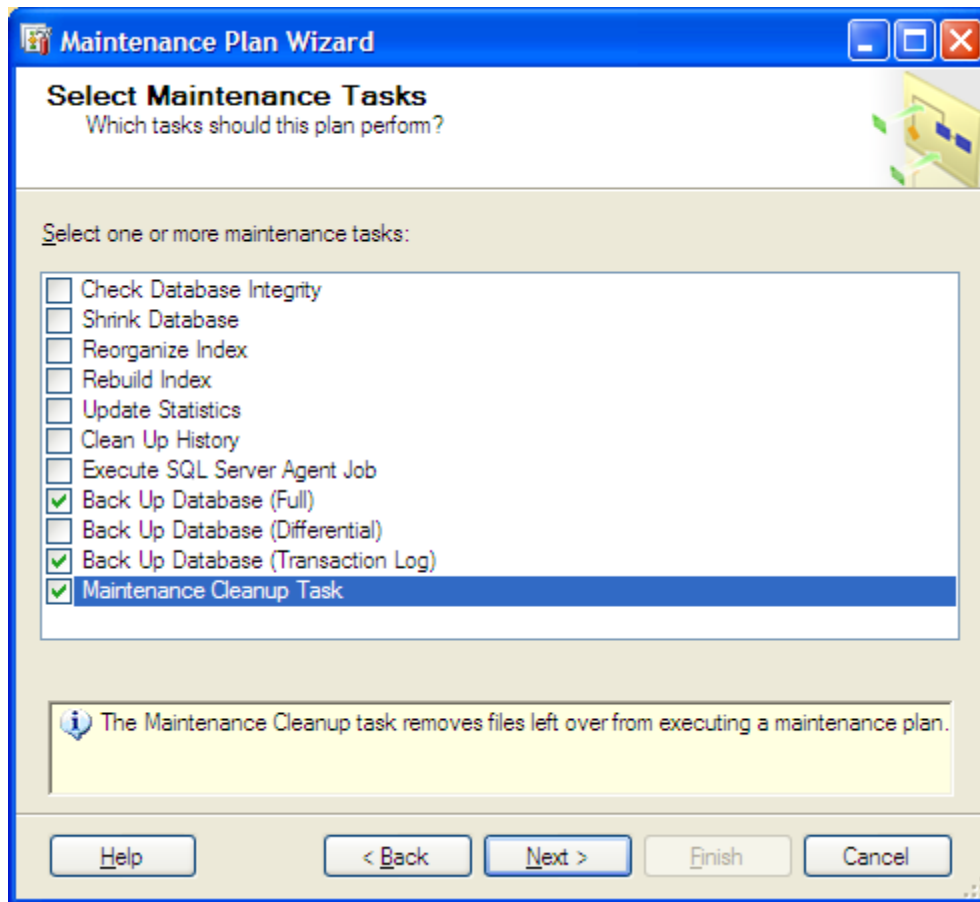 Maintenance Plan Wizard
Select Maintenance Tasks
Which tasks should this plan perform?
Select one or more maintenance tasks:
Check Database Integrity
Shrink Database
Reorganize Index
Rebuild Index
Update Statistics
Clean Up History
Execute SQL Server Agent Job
Back Up Database (Full)
Back Up Database (Differential)
Back Up Database (Transaction Log)
Maintenance Cleanup Task
The Maintenance Cleanup task removes files left over from executing a maintenance plan.
Help
< Back
Next >
Finish
Cancel